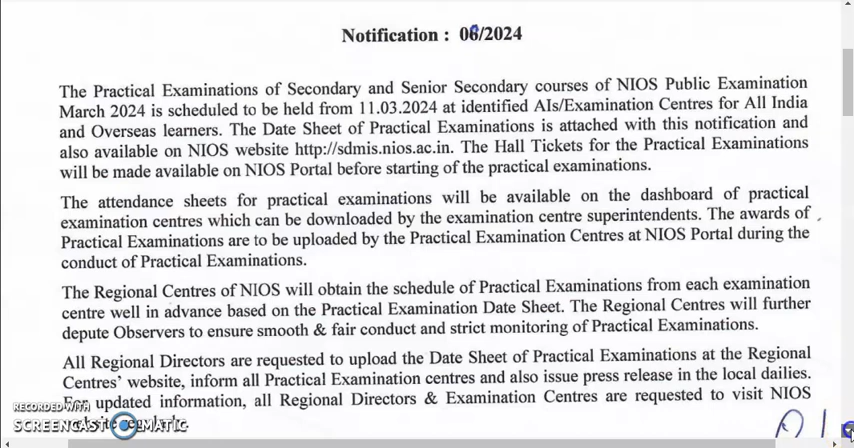 Notification : 06/2024
The Practical Examinations of Secondary and Senior Secondary courses of NIOS Public Examination
March 2024 is scheduled to be held from 11.03.2024 at identified AIs/Examination Centres for All India
and Overseas learners. The Date Sheet of Practical Examinations is attached with this notification and
also available on NIOS website http://sdmis.nios.ac.in. The Hall Tickets for the Practical Examinations
will be made available on NIOS Portal before starting of the practical examinations.
The attendance sheets for practical examinations will be available on the dashboard of practical
examination centres which can be downloaded by the examination centre superintendents. The awards of
Practical Examinations are to be uploaded by the Practical Examination Centres at NIOS Portal during the
conduct of Practical Examinations.
The Regional Centres of NIOS will obtain the schedule of Practical Examinations from each examination
centre well in advance based on the Practical Examination Date Sheet. The Regional Centres will further
depute Observers to ensure smooth & fair conduct and strict monitoring of Practical Examinations.
All Regional Directors are requested to upload the Date Sheet of Practical Examinations at the Regional
Centres' website, inform all Practical Examination centres and also issue press release in the local dailies.
For updated information, all Regional Directors & Examination Centres are requested to visit NIOS
RECORDED WITH
SCREENCAST MATIC